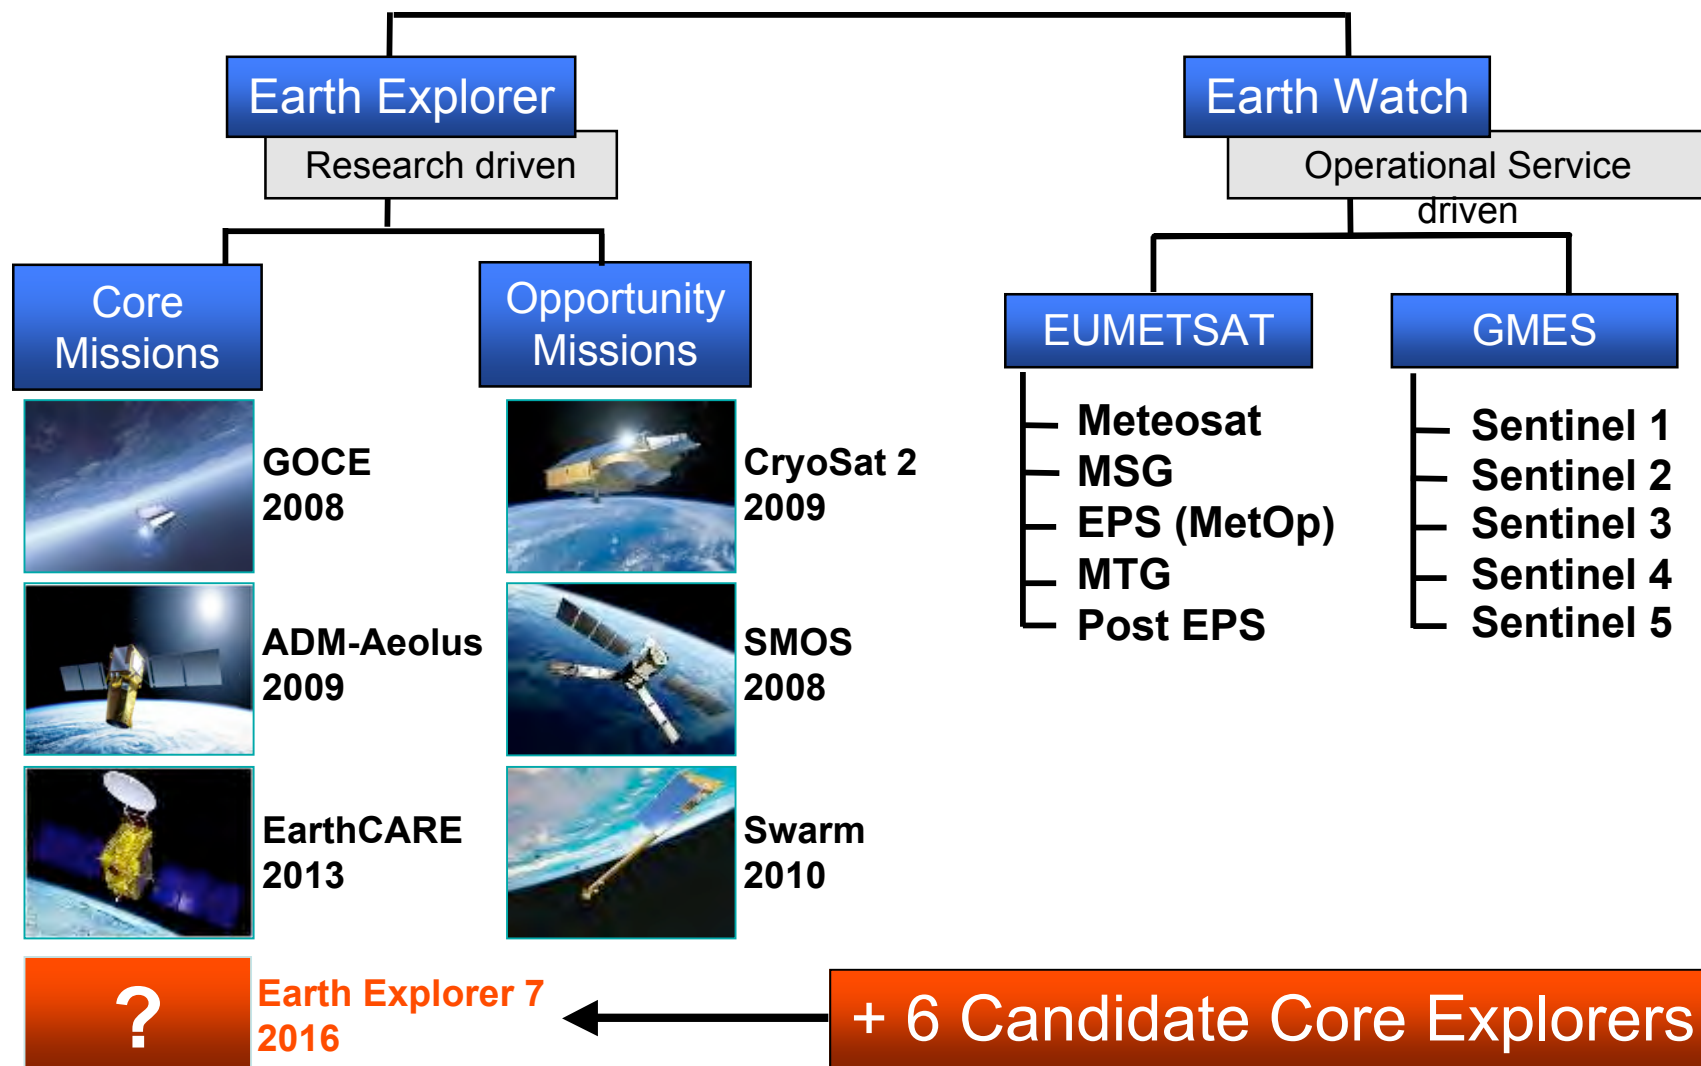 Earth Explorer
Research driven
Earth Watch
Operational Service
driven
Core
Missions
Opportunity
Missions
EUMETSAT
GMES
GOCE
2008
ADM-Aeolus
2009
EarthCARE
2013
CryoSat 2
2009
SMOS
2008
Swarm
2010
Meteosat
MSG
EPS (MetOp)
MTG
Post EPS
Sentinel 1
Sentinel 2
Sentinel 3
Sentinel 4
Sentinel 5
?
Earth Explorer 7
2016
+ 6 Candidate Core Explorers